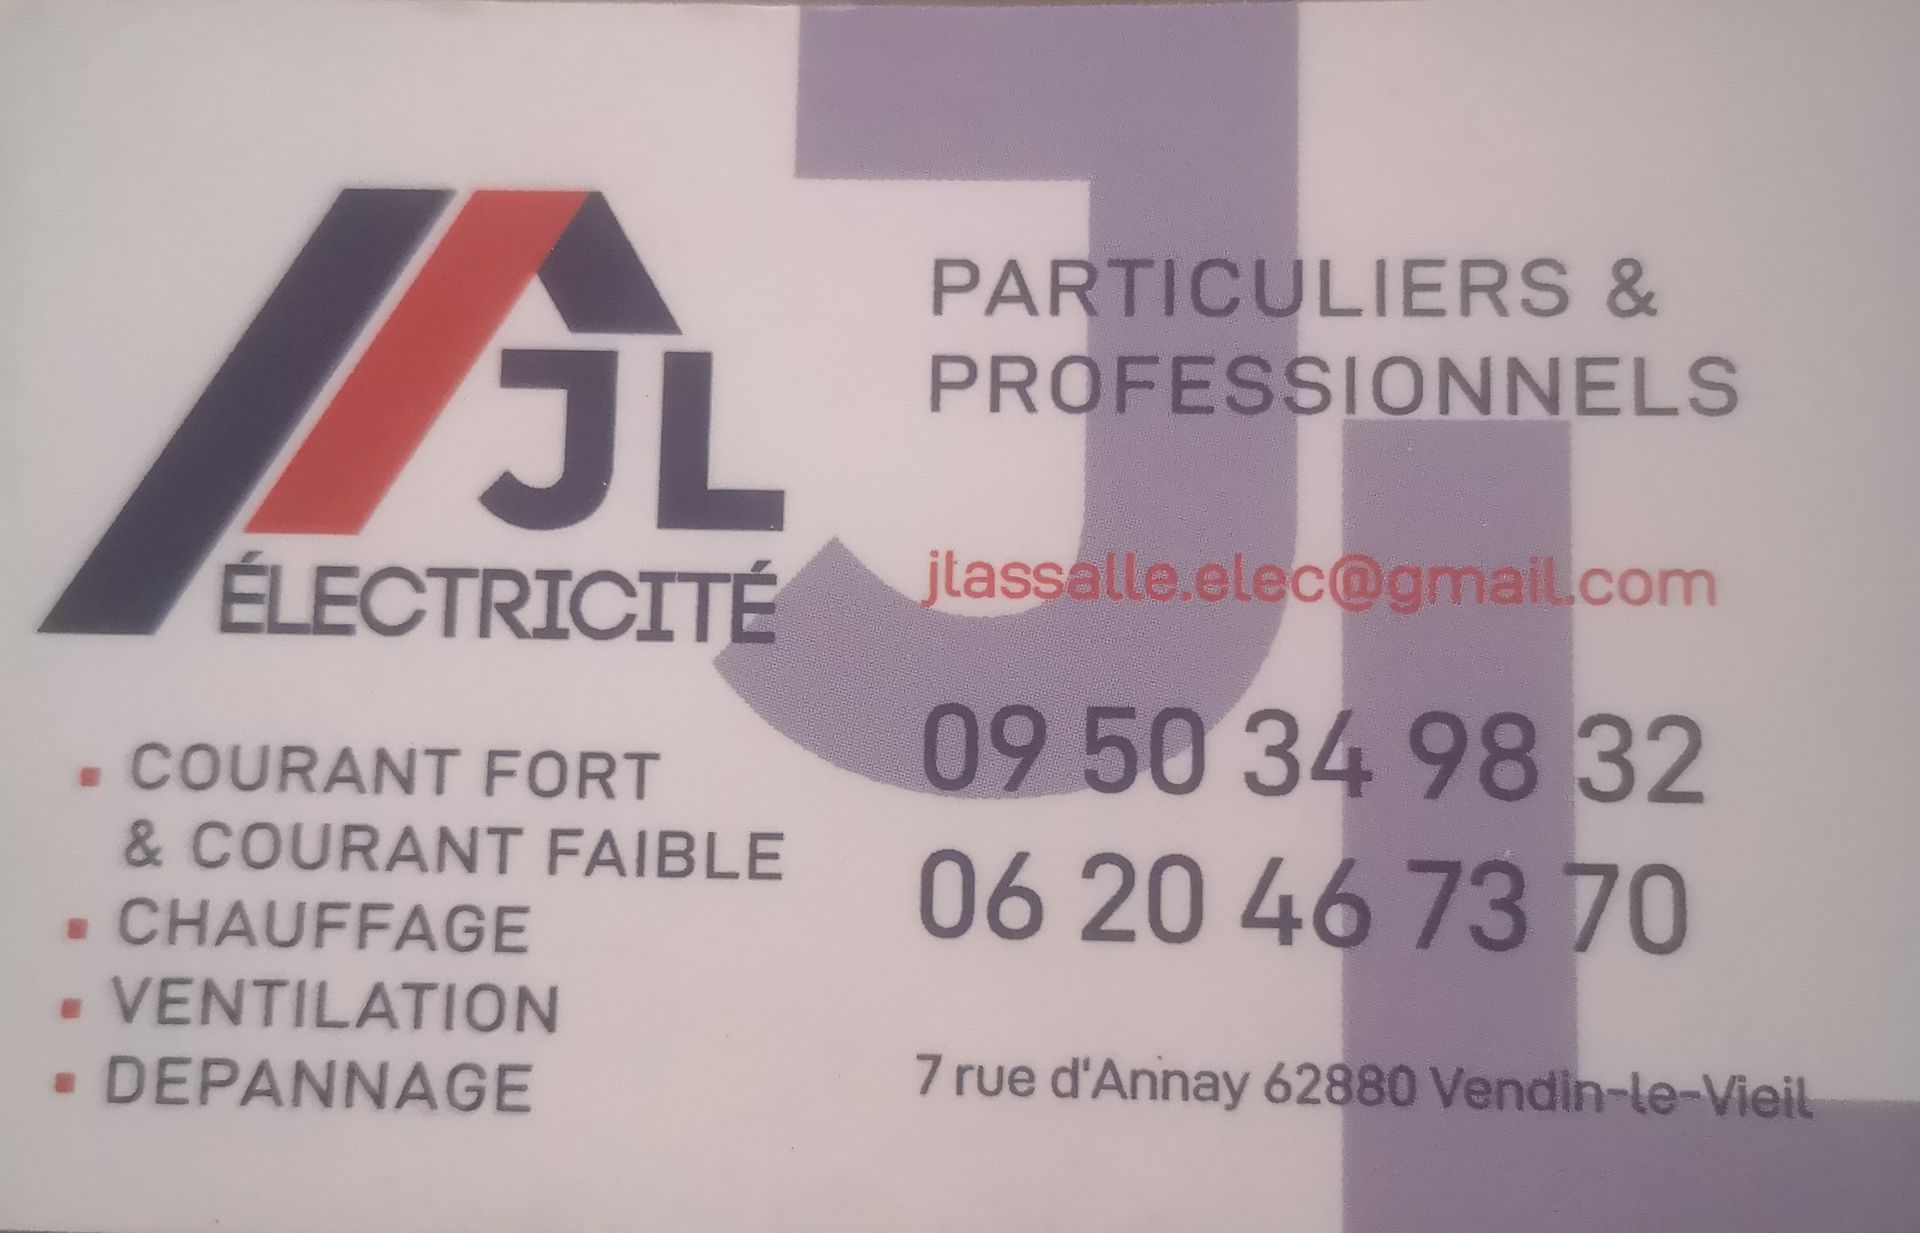 JL
ÉLECTRICITÉ
▪ COURANT FORT
& COURANT FAIBLE
▪ CHAUFFAGE
▪ VENTILATION
▪ DEPANNAGE
PARTICULIERS &
PROFESSIONNELS
jlassalle.elec@gmail.com
09 50 34 98 32
06 20 46 73 70
7 rue d'Annay 62880 Vendin-le-Vieil